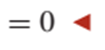 = 0 ◄